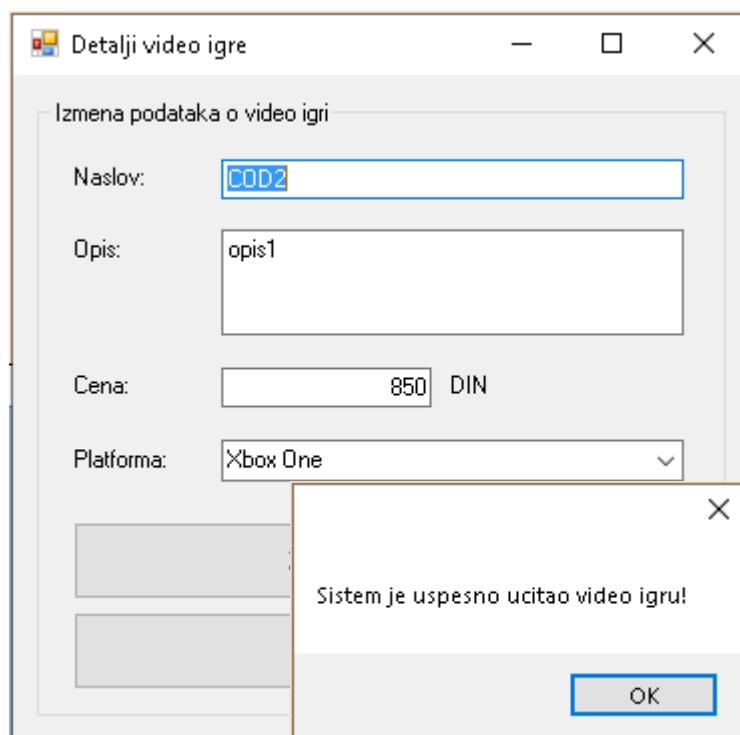 Detalji video igre
Izmena podataka o video igri
Naslov: COD2
Opis: opis1
Cena: 850 DIN
Platforma: Xbox One
Sistem je uspesno ucitao video igru!
OK